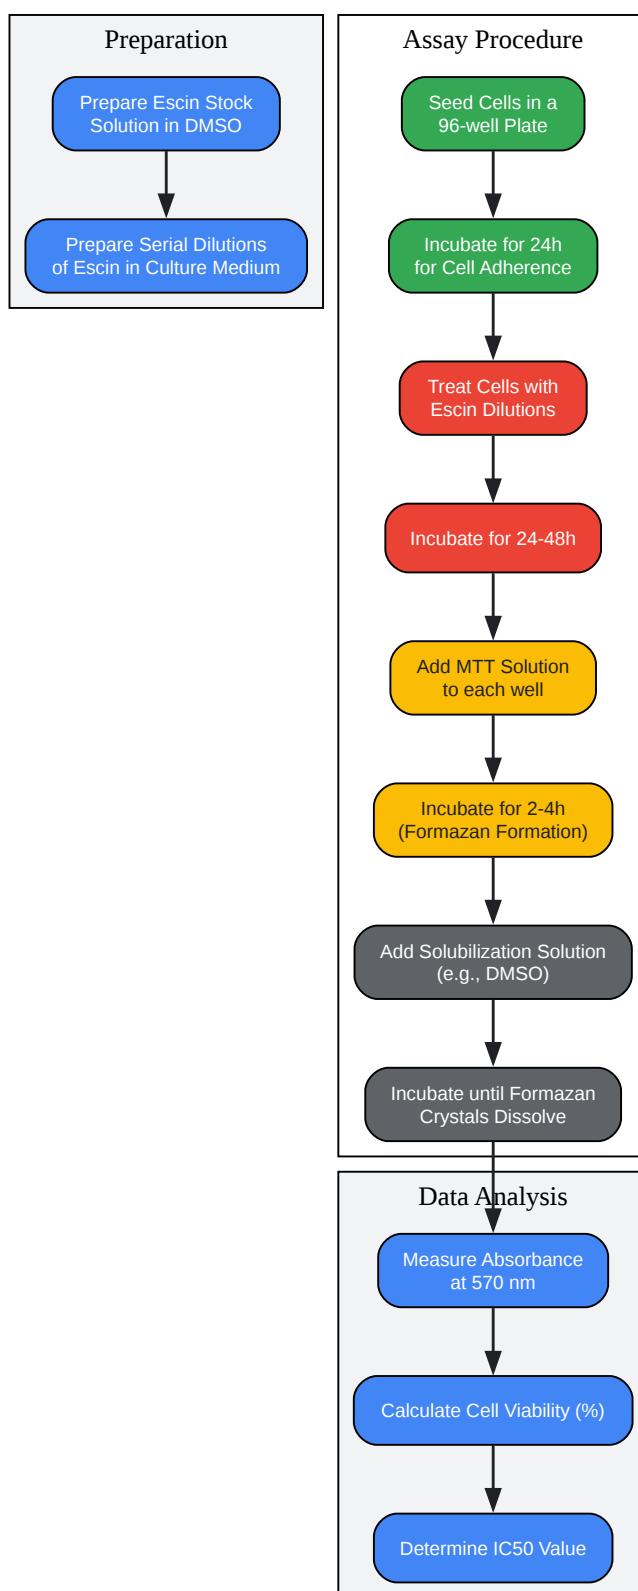 Preparation
Prepare Escin Stock
Solution in DMSO
Prepare Serial Dilutions
of Escin in Culture Medium
Assay Procedure
Seed Cells in a
96-well Plate
Incubate for 24h
for Cell Adherence
Treat Cells with
Escin Dilutions
Incubate for 24-48h
Add MTT Solution
to each well
Incubate for 2-4h
(Formazan Formation)
Add Solubilization Solution
(e.g., DMSO)
Incubate until Formazan
Crystals Dissolve
Data Analysis
Measure Absorbance
at 570 nm
Calculate Cell Viability (%)
Determine IC50 Value